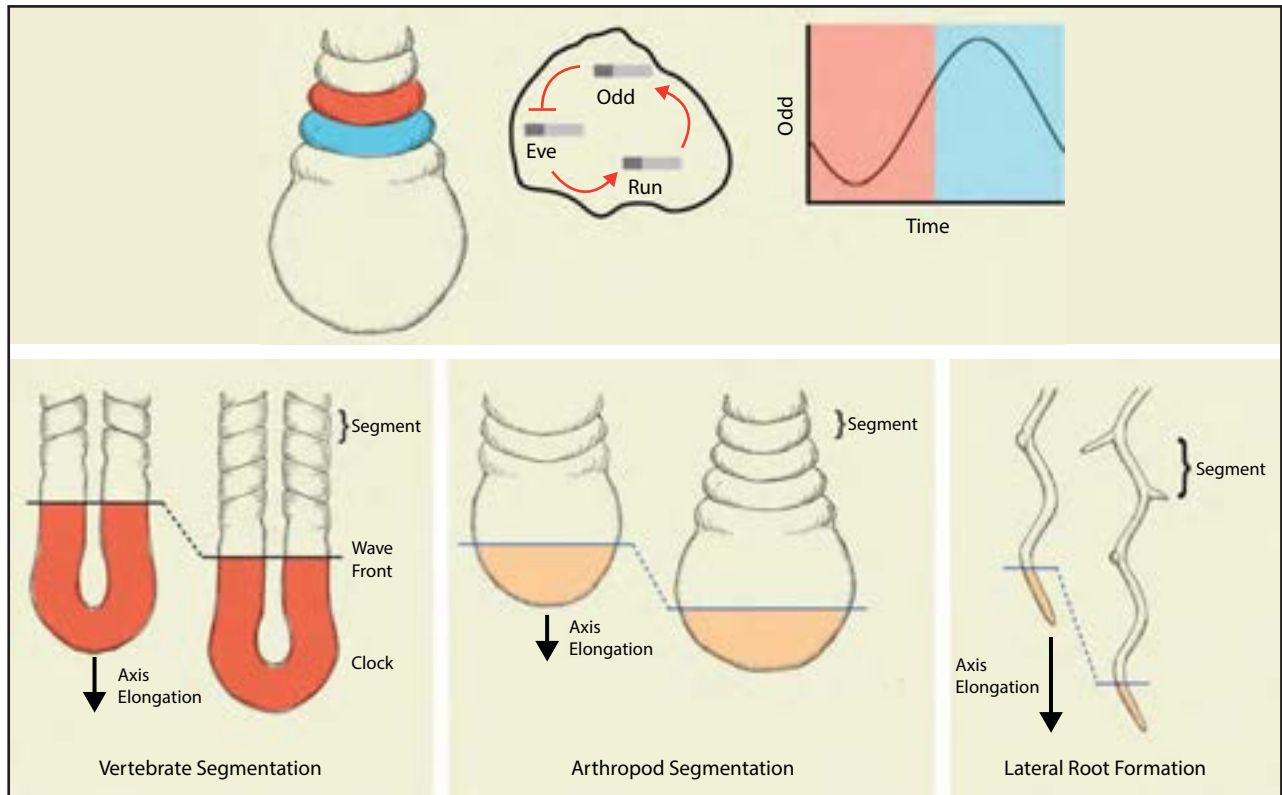 Odd
Eve
Run
Odd
Time
Segment
Wave
Front
Clock
Axis
Elongation
Vertebrate Segmentation
Segment
Axis
Elongation
Arthropod Segmentation
Segment
Axis
Elongation
Lateral Root Formation